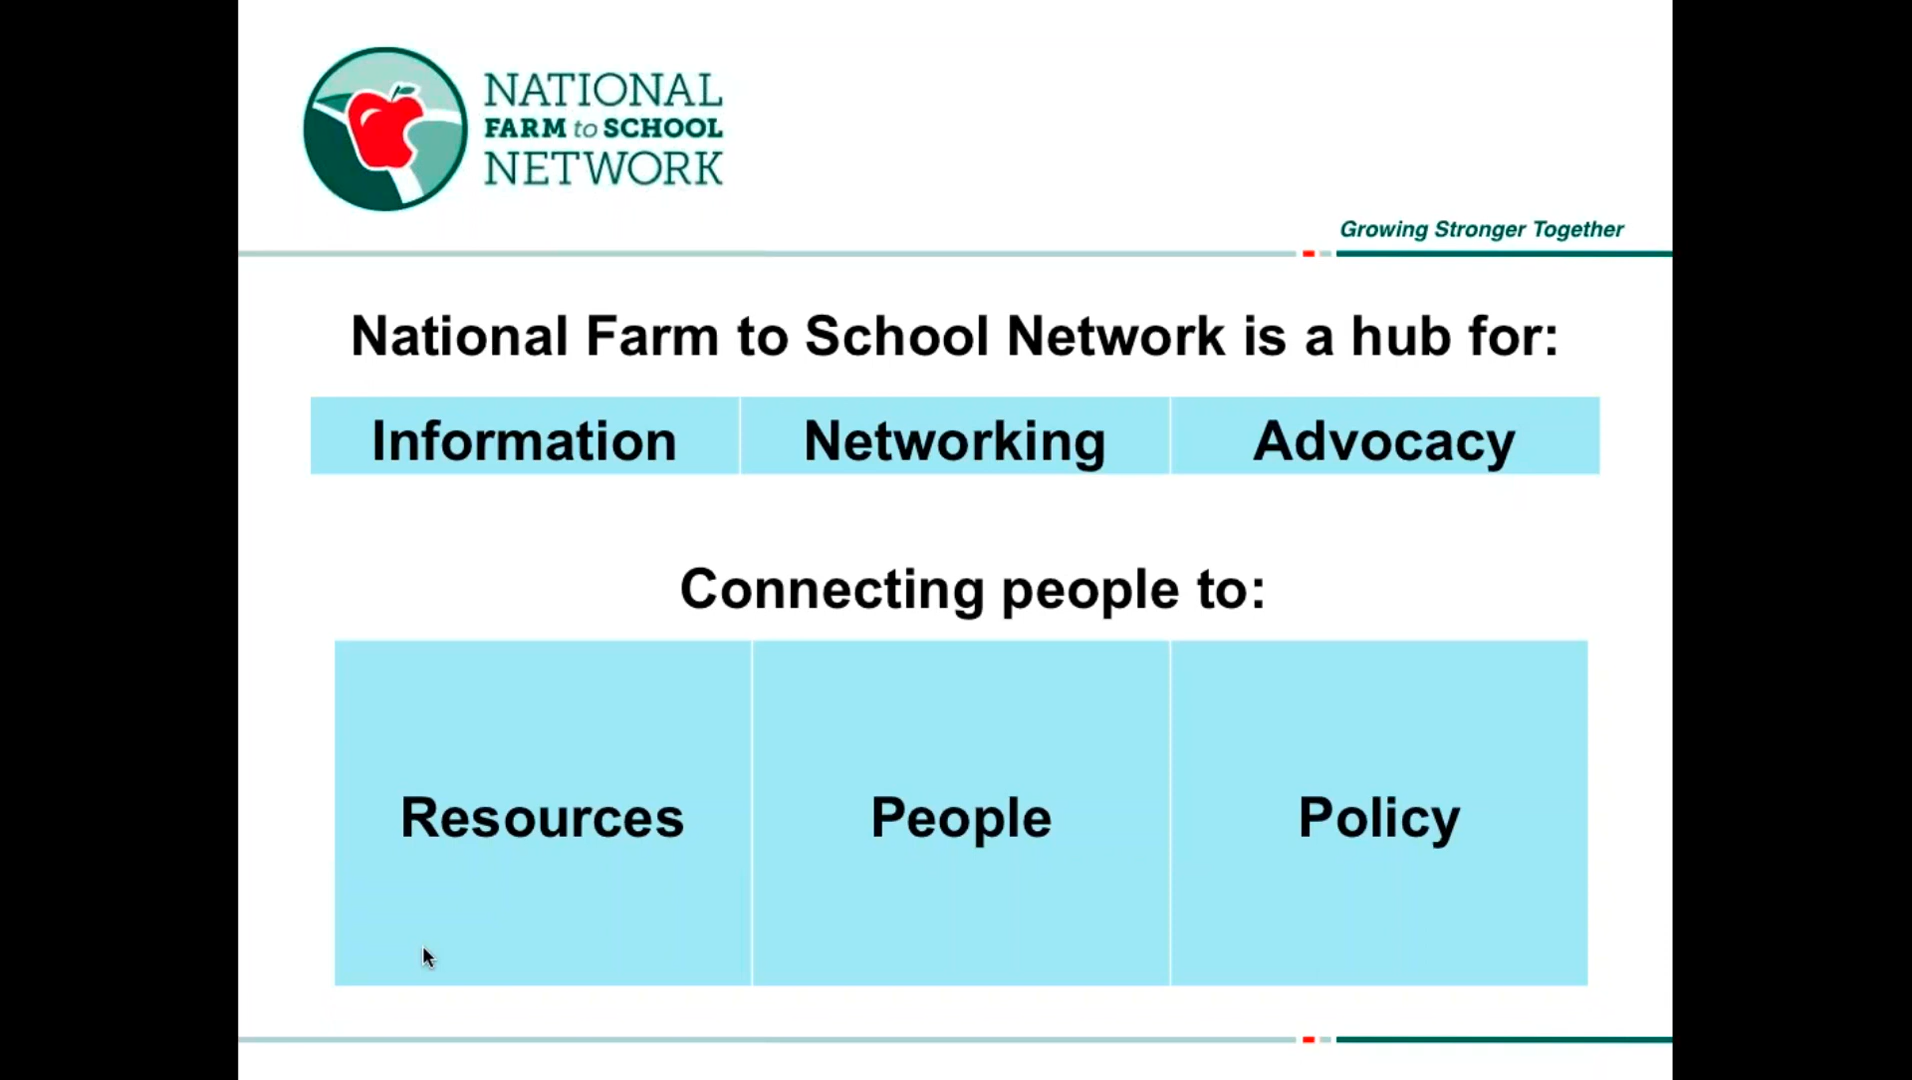 NATIONAL
FARM to SCHOOL
NETWORK
Growing Stronger Together
National Farm to School Network is a hub for:
Information Networking Advocacy
Connecting people to:
Resources People Policy